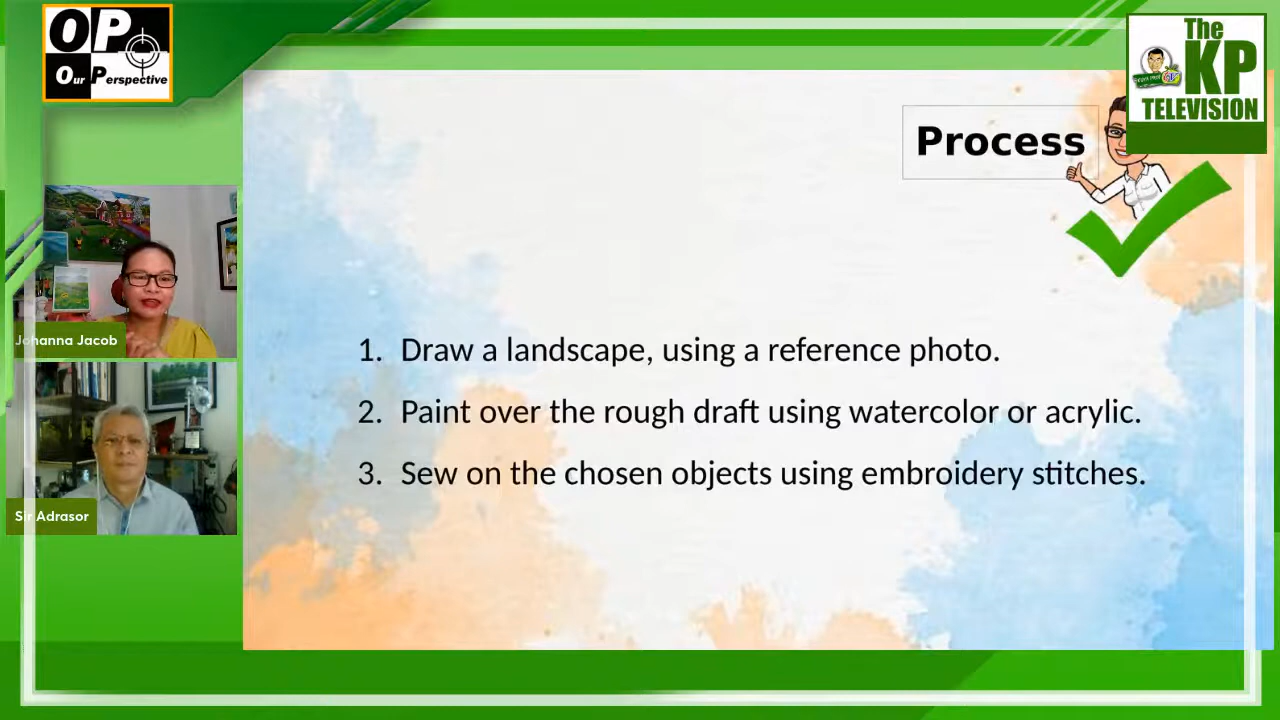 OP
Our Perspective
The
KP
TELEVISION
Process
Johanna Jacob
Sir Adrasor
1. Draw a landscape, using a reference photo.
2. Paint over the rough draft using watercolor or acrylic.
3. Sew on the chosen objects using embroidery stitches.